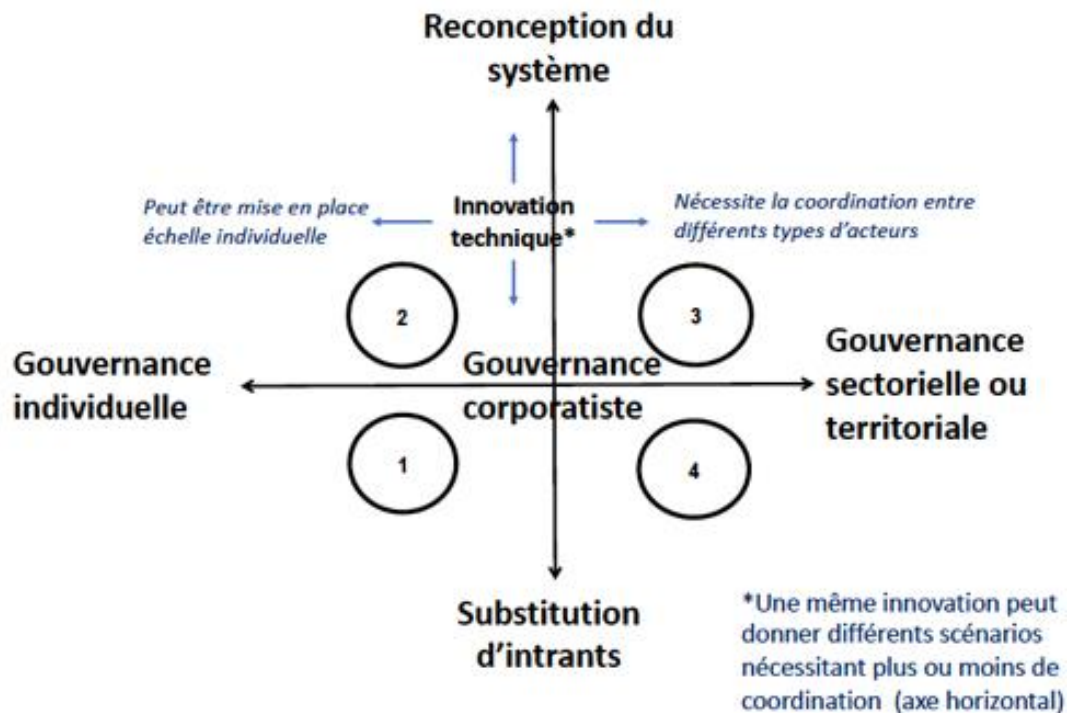 Reconception du
système
Peut être mise en place
échelle individuelle
Innovation
technique*
Nécessite la coordination entre
différents types d'acteurs
2
3
Gouvernance
individuelle
Gouvernance
corporatiste
Gouvernance
sectorielle ou
territoriale
1
4
Substitution
d'intrants
*Une même innovation peut
donner différents scénarios
nécessitant plus ou moins de
coordination (axe horizontal)